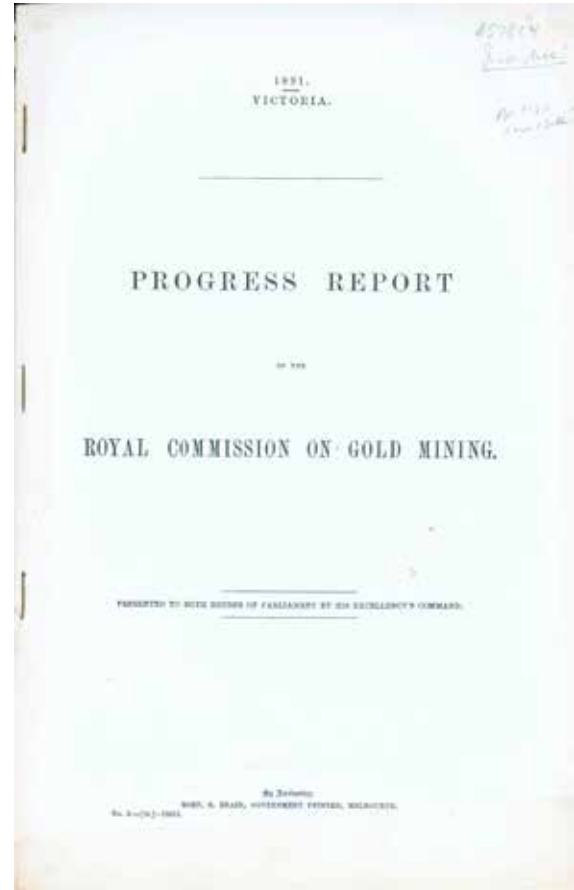 1891.
VICTORIA.
PROGRESS REPORT
OF THE
ROYAL COMMISSION ON GOLD MINING.
PRESENTED TO BOTH HOUSES OF PARLIAMENT BY HIS EXCELLENCY'S COMMAND.
By Authority:
ROBT. S. BRAIN, GOVERNMENT PRINTER, MELBOURNE.